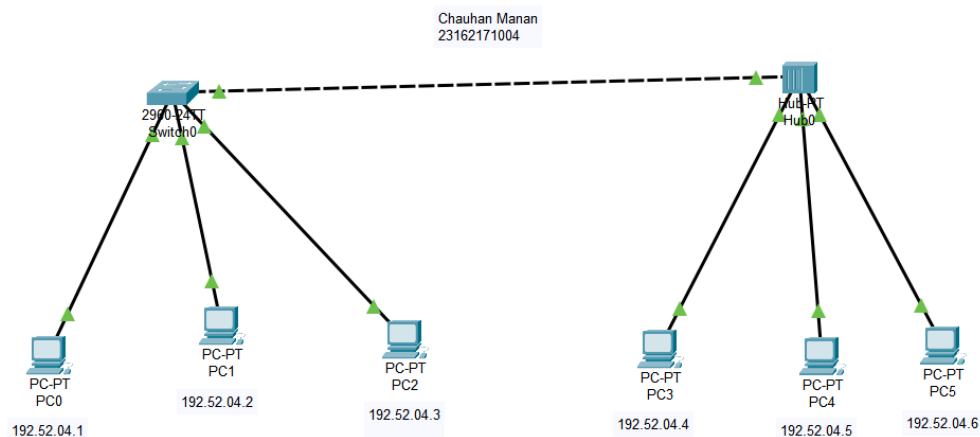 Chauhan Manan
23162171004
2960-24TT
Switch0
Hub-PT
Hub0
PC-PT
PC0
192.52.04.1
PC-PT
PC1
192.52.04.2
PC-PT
PC2
192.52.04.3
PC-PT
PC3
192.52.04.4
PC-PT
PC4
192.52.04.5
PC-PT
PC5
192.52.04.6